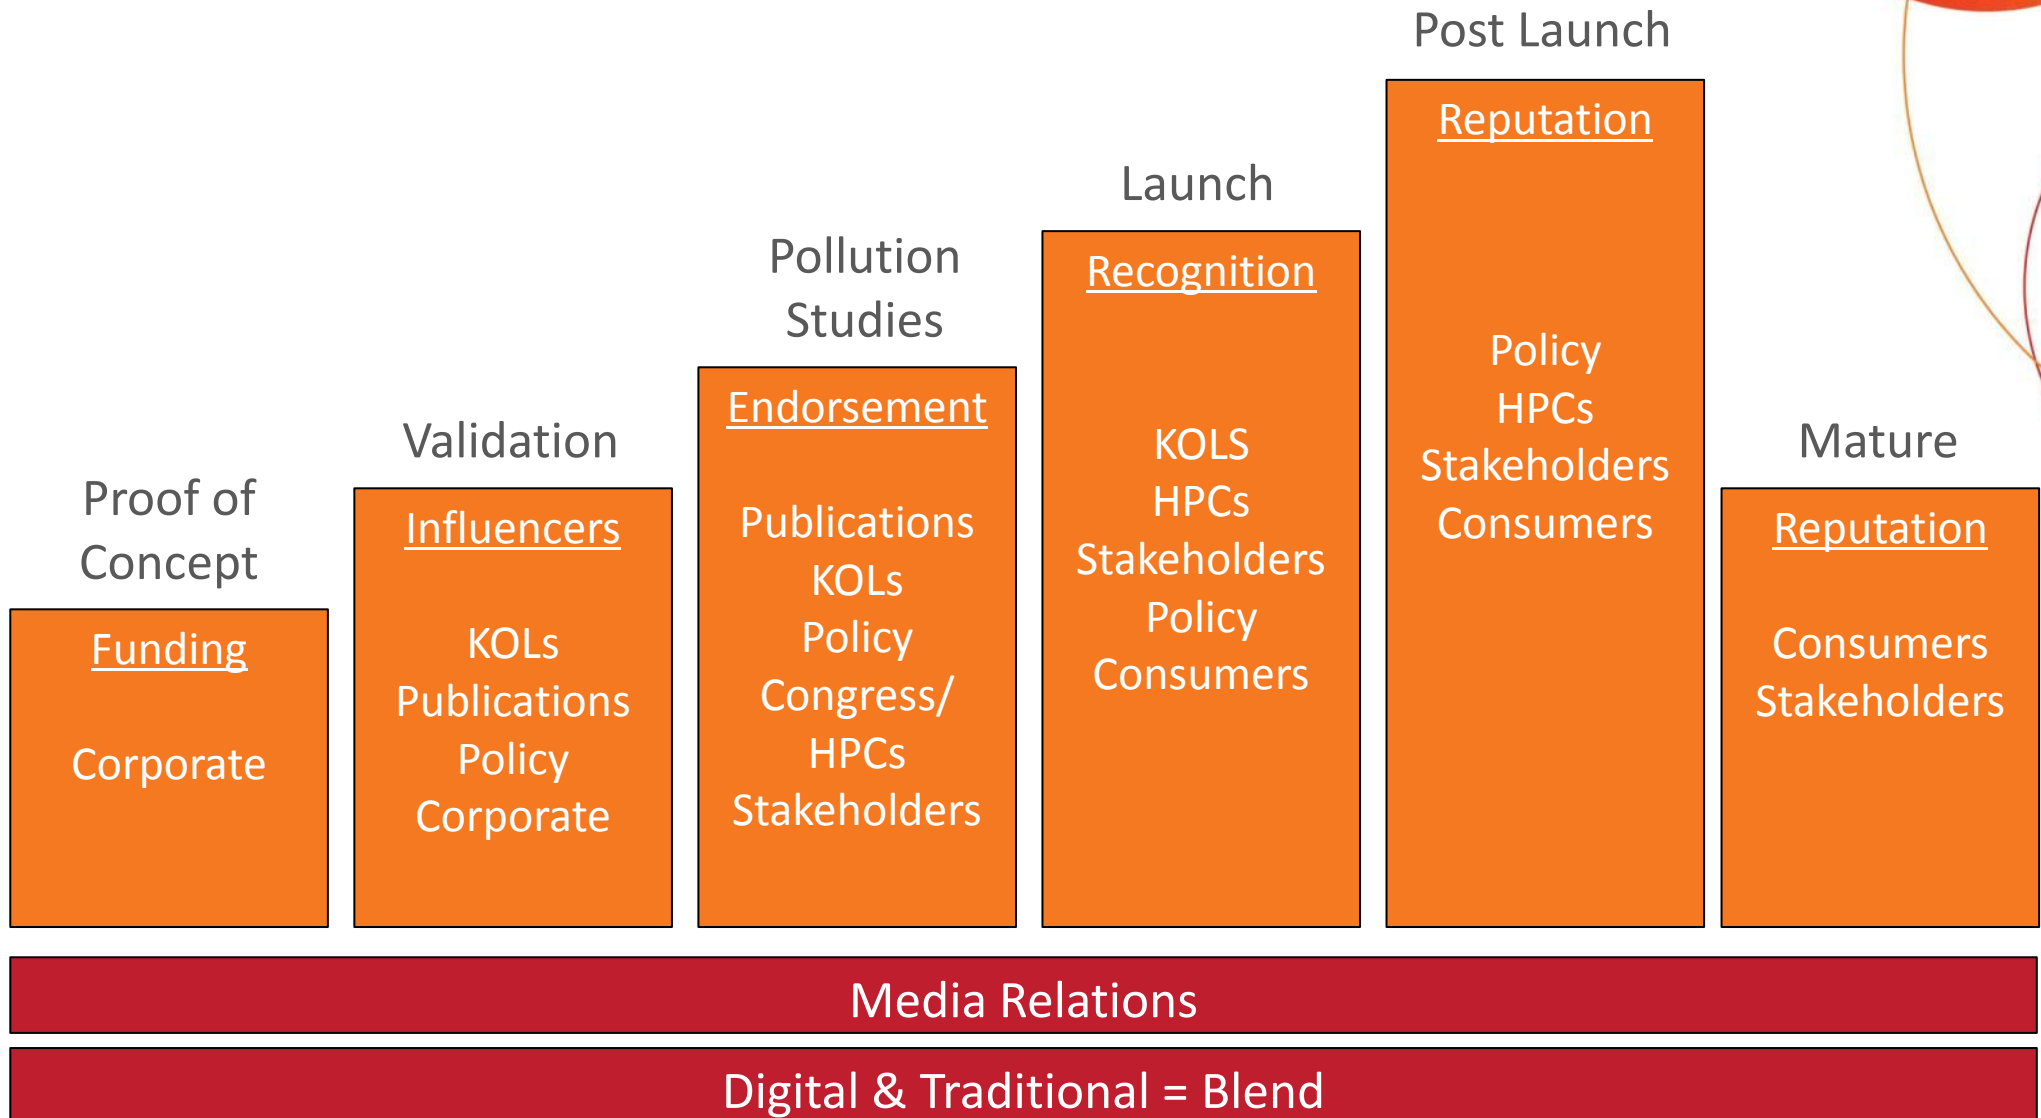 Proof of
Concept
Funding
Corporate
Validation
Influencers
KOLs
Publications
Policy
Corporate
Pollution
Studies
Endorsement
Publications
KOLs
Policy
Congress/
HPCs
Stakeholders
Launch
Recognition
KOLS
HPCs
Stakeholders
Policy
Consumers
Post Launch
Reputation
Policy
HPCs
Stakeholders
Consumers
Mature
Reputation
Consumers
Stakeholders
Media Relations
Digital & Traditional = Blend